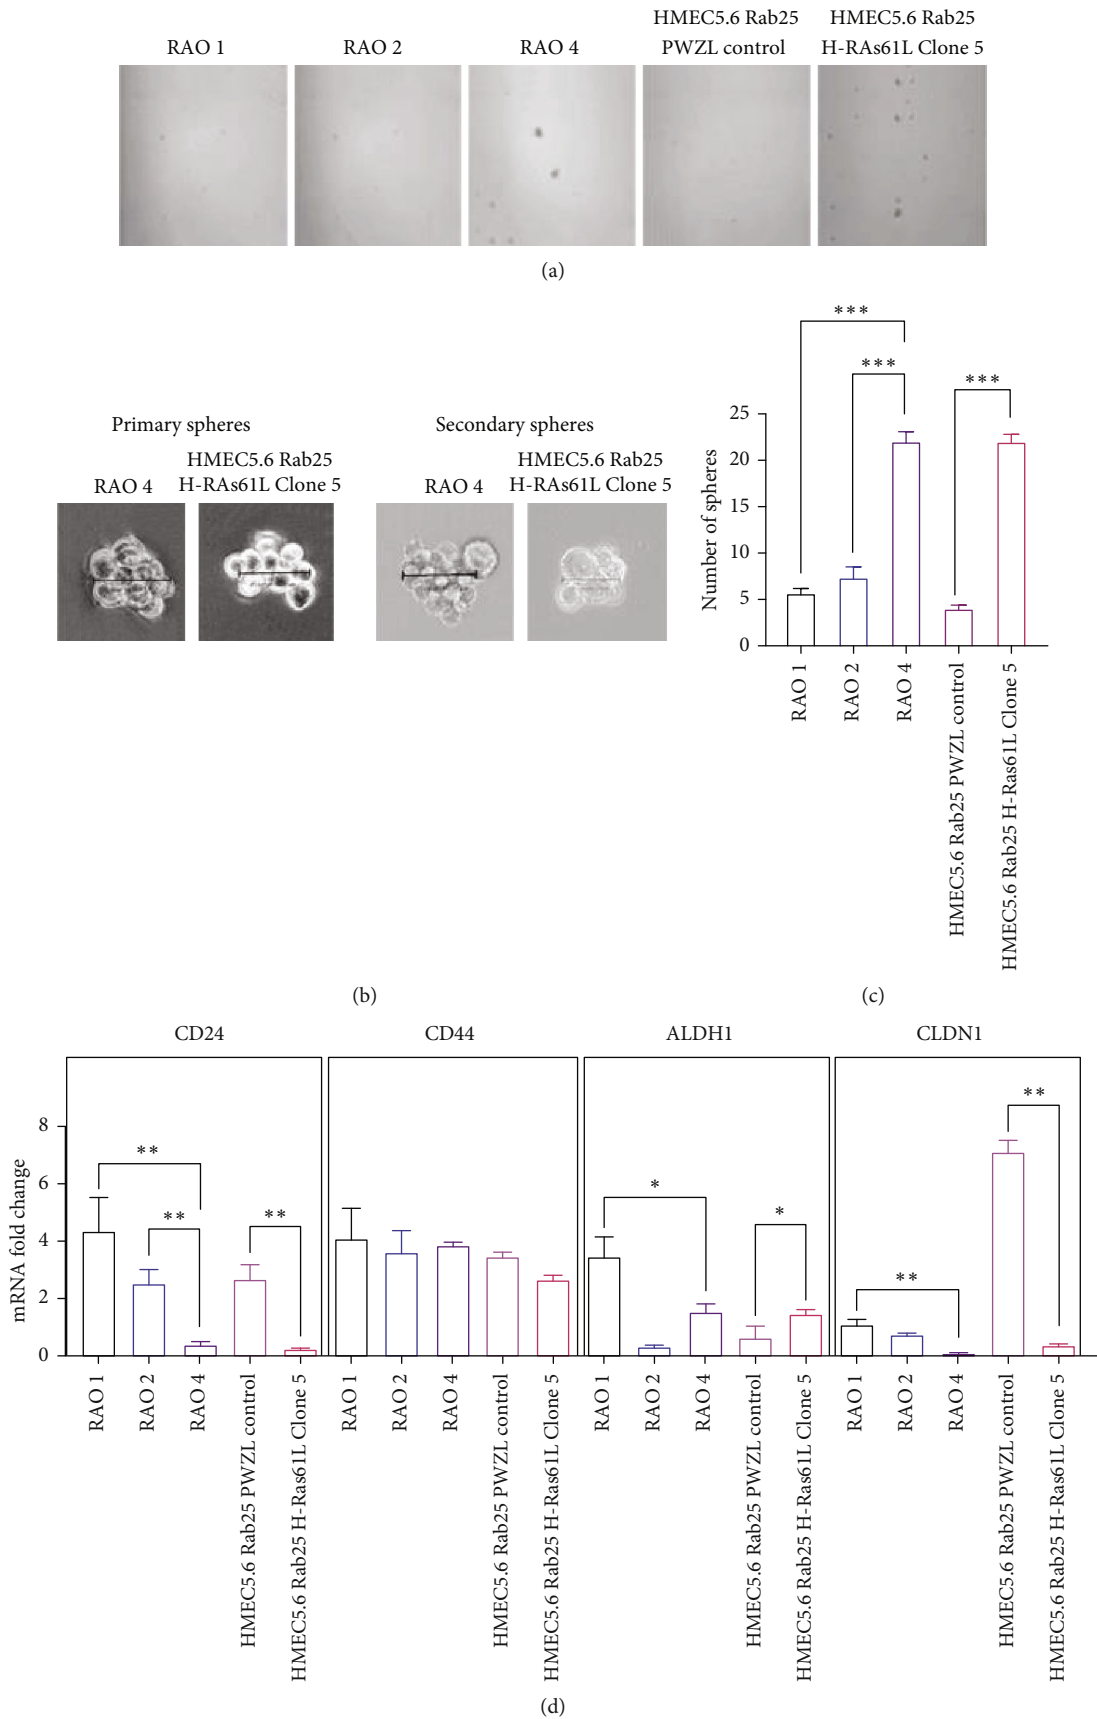 RAO 1
RAO 2
RAO 4
HMEC5.6 Rab25
PWZL control
HMEC5.6 Rab25
H-RAs61L Clone 5
(a)
Primary spheres
RAO 4
HMEC5.6 Rab25
H-RAs61L Clone 5
Secondary spheres
RAO 4
HMEC5.6 Rab25
H-RAs61L Clone 5
(b)
***
***
***
Number of spheres
25
20
15
10
5
0
RAO 1
RAO 2
RAO 4
HMEC5.6 Rab25 PWZL control
HMEC5.6 Rab25 H-Ras61L Clone 5
(c)
CD24
CD44
ALDH1
CLDN1
mRNA fold change
8
6
4
2
0
**
**
**
*
*
**
**
RAO 1
RAO 2
RAO 4
HMEC5.6 Rab25 PWZL control
HMEC5.6 Rab25 H-Ras61L Clone 5
RAO 1
RAO 2
RAO 4
HMEC5.6 Rab25 PWZL control
HMEC5.6 Rab25 H-Ras61L Clone 5
RAO 1
RAO 2
RAO 4
HMEC5.6 Rab25 PWZL control
HMEC5.6 Rab25 H-Ras61L Clone 5
RAO 1
RAO 2
RAO 4
HMEC5.6 Rab25 PWZL control
HMEC5.6 Rab25 H-Ras61L Clone 5
(d)